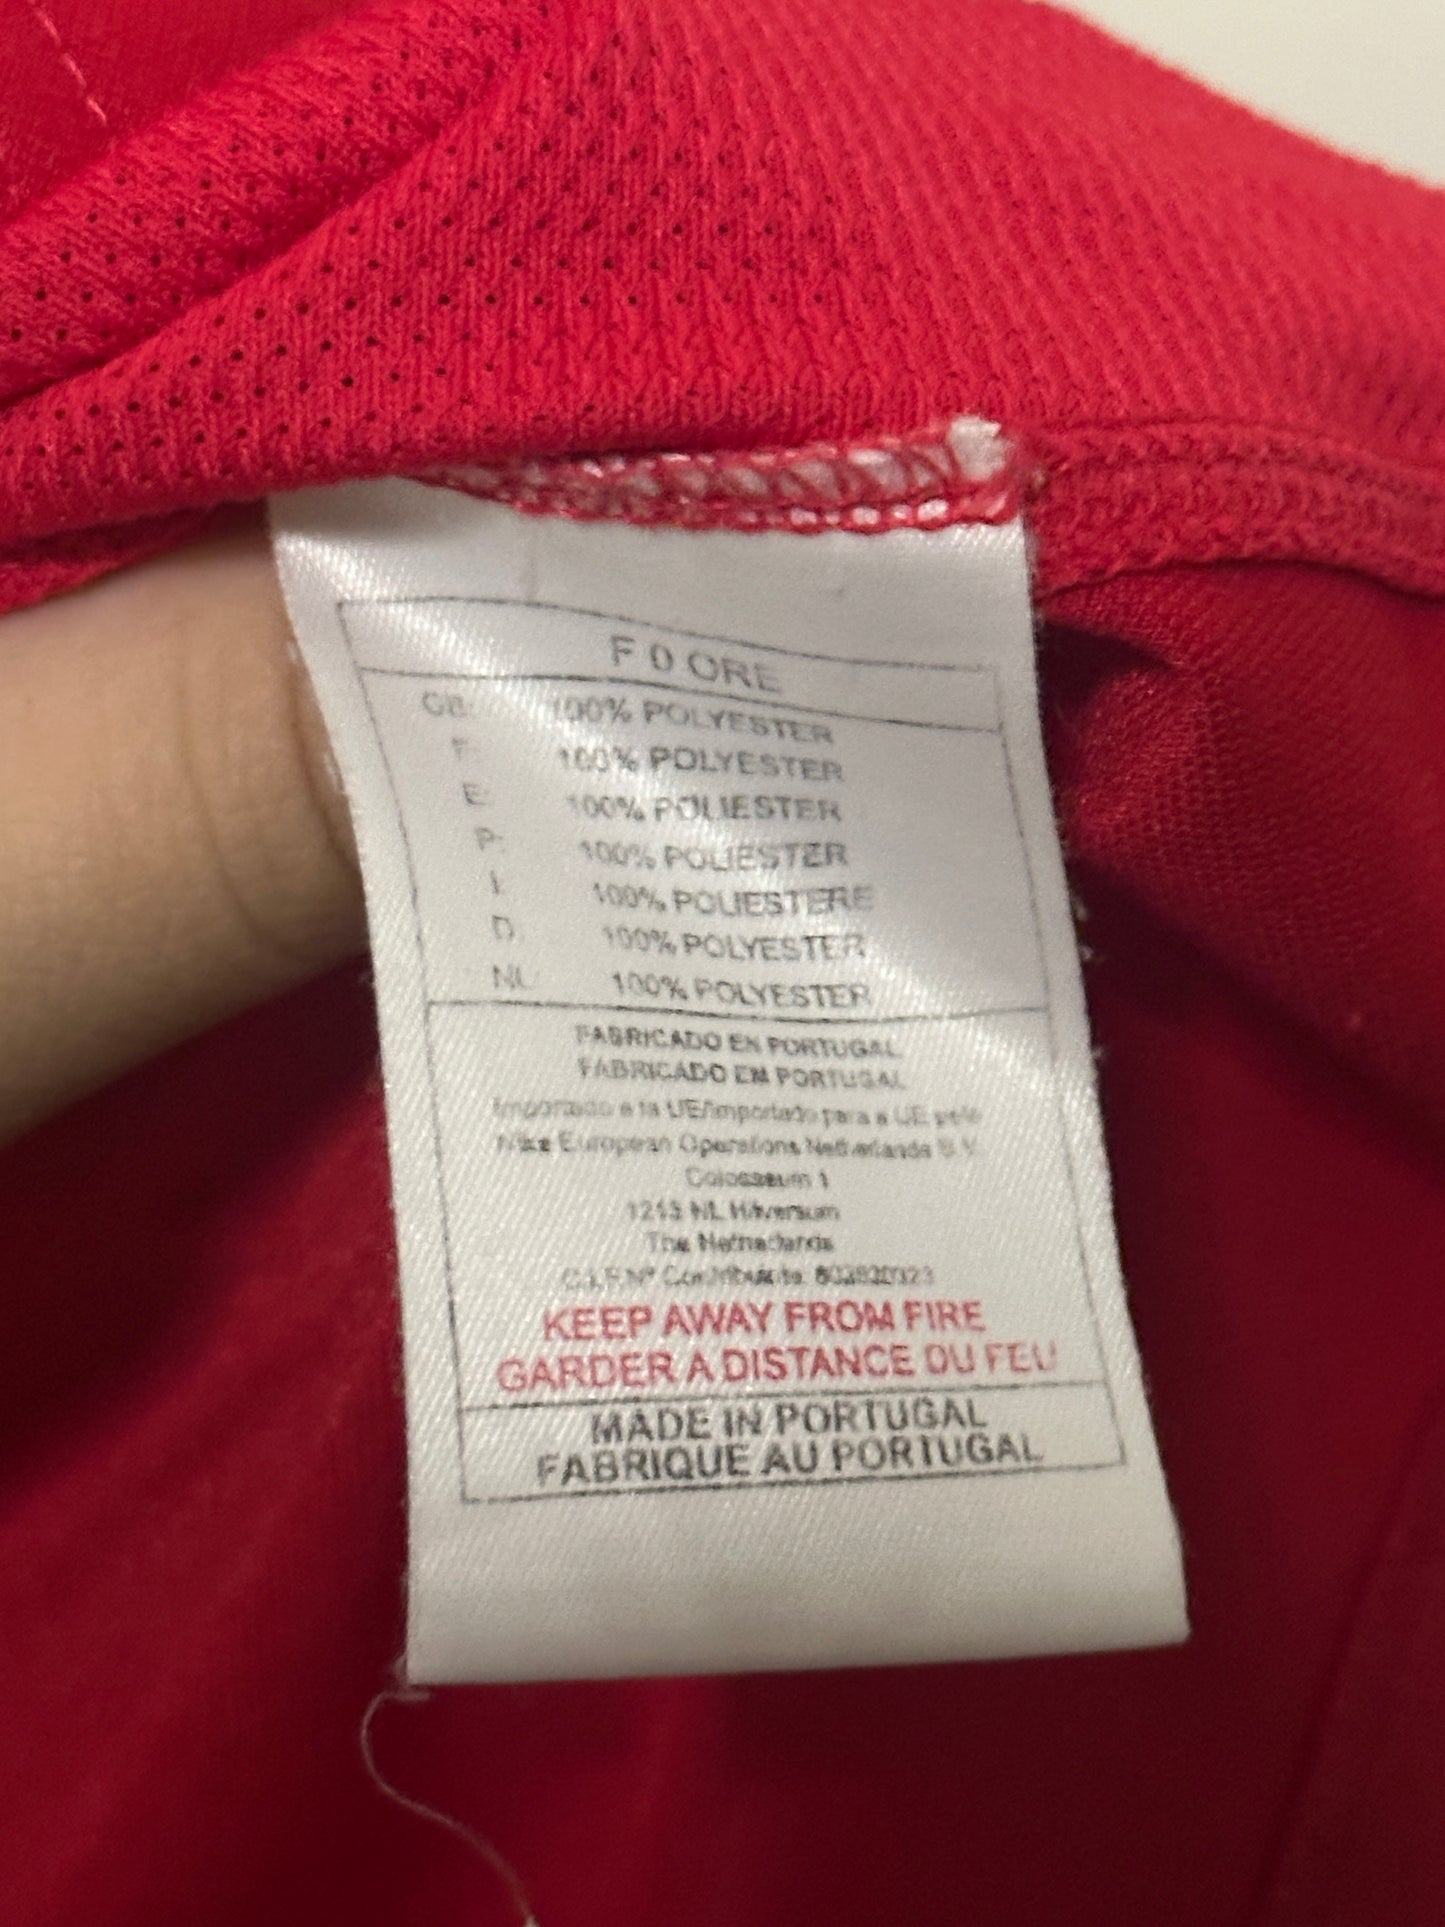 F 0 ORE
GB: 100% POLYESTER
F: 100% POLYESTER
E: 100% POLIESTER
P: 100% POLIESTER
I: 100% POLIESTERE
D: 100% POLYESTER
NL: 100% POLYESTER
FABRICADO EN PORTUGAL
FABRICADO EM PORTUGAL
Importado a la UE/importado para a UE pela
Nike European Operations Netherlands B.V.
Colosseum 1
1213 NL Hilversum
The Netherlands
C.I.F.Nº Contribuinte:
KEEP AWAY FROM FIRE
GARDER A DISTANCE DU FEU
MADE IN PORTUGAL
FABRIQUE AU PORTUGAL